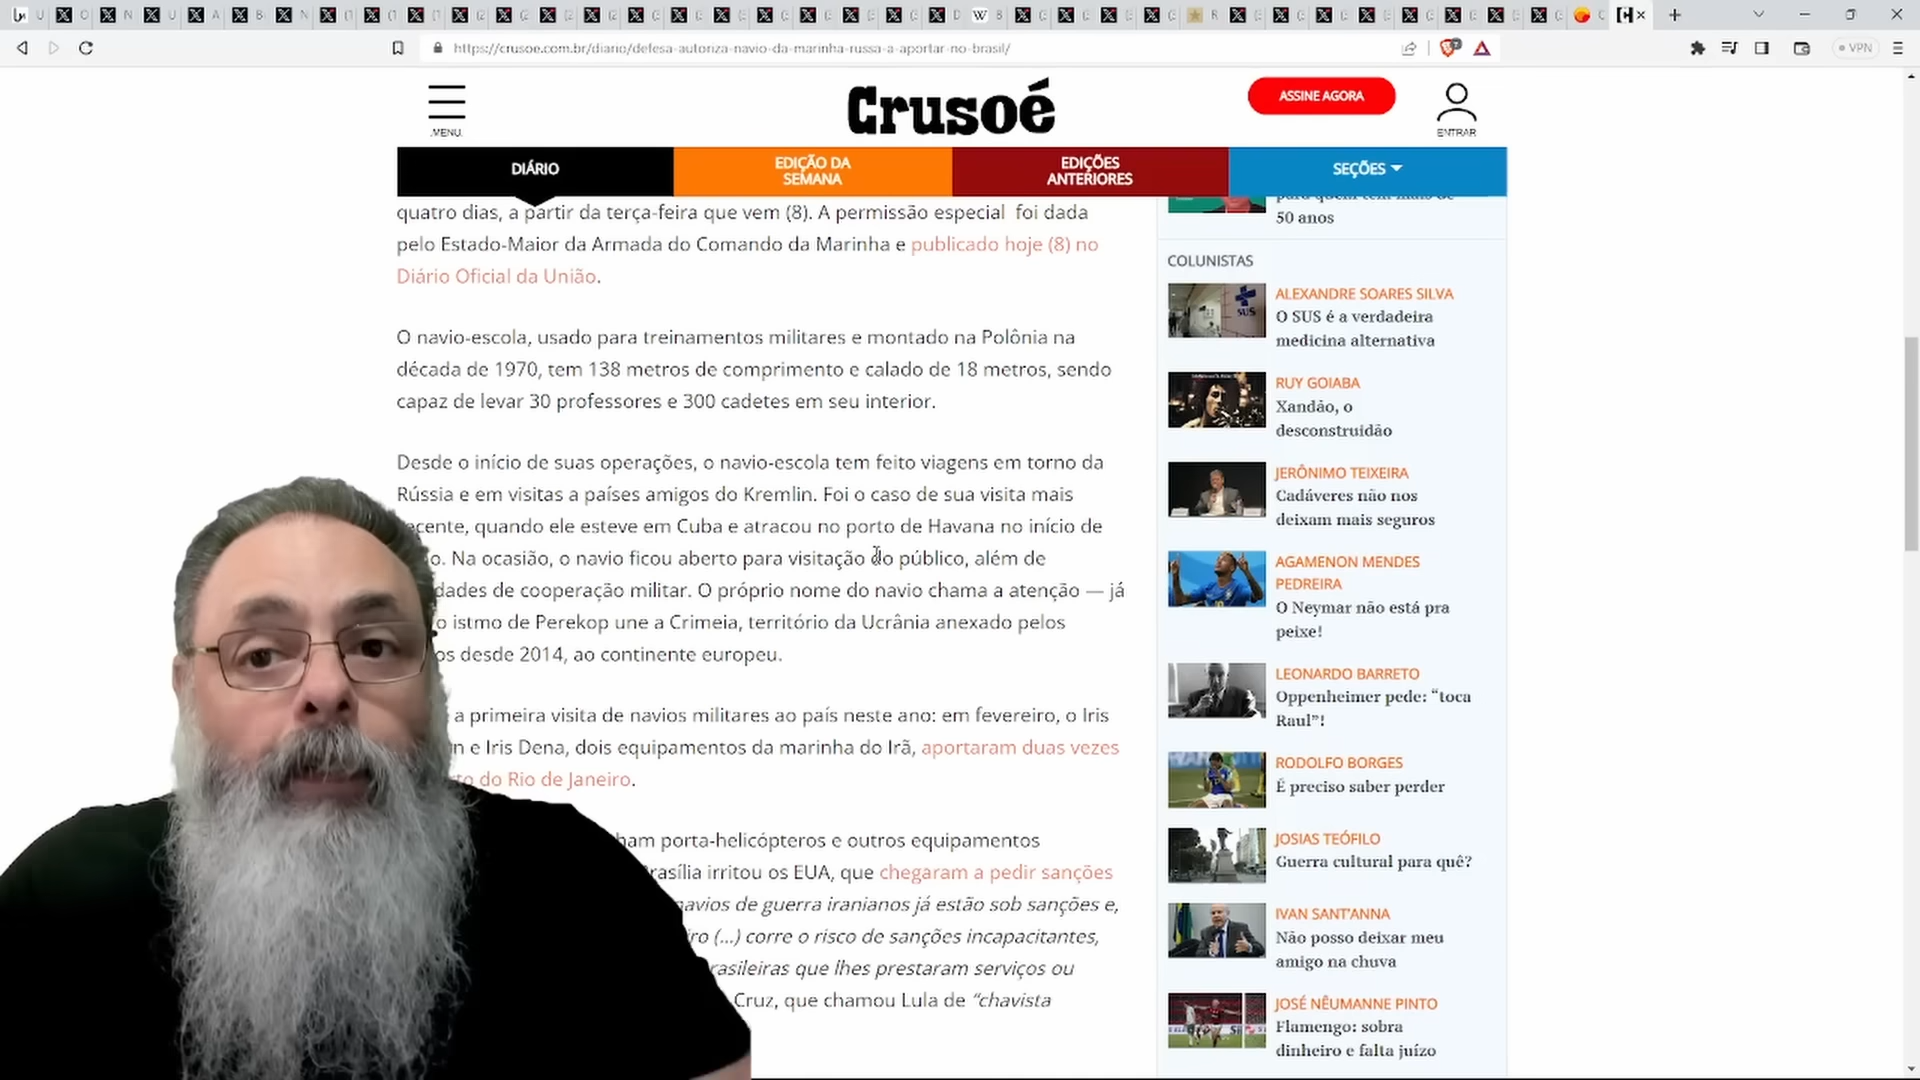 https://crusoe.com.br/diario/defesa-autoriza-navio-da-marinha-russa-a-aportar-no-brasil/
VPN
MENU
Crusoé
ASSINE AGORA
ENTRAR
DIÁRIO
EDIÇÃO DA
SEMANA
EDIÇÕES
ANTERIORES
SEÇÕES
quatro dias, a partir da terça-feira que vem (8). A permissão especial foi dada
pelo Estado-Maior da Armada do Comando da Marinha e publicado hoje (8) no
Diário Oficial da União.
O navio-escola, usado para treinamentos militares e montado na Polônia na
década de 1970, tem 138 metros de comprimento e calado de 18 metros, sendo
capaz de levar 30 professores e 300 cadetes em seu interior.
Desde o início de suas operações, o navio-escola tem feito viagens em torno da
Rússia e em visitas a países amigos do Kremlin. Foi o caso de sua visita mais
ecente, quando ele esteve em Cuba e atracou no porto de Havana no início de
o. Na ocasião, o navio ficou aberto para visitação do público, além de
dades de cooperação militar. O próprio nome do navio chama a atenção — já
o istmo de Perekop une a Crimeia, território da Ucrânia anexado pelos
os desde 2014, ao continente europeu.
a primeira visita de navios militares ao país neste ano: em fevereiro, o Iris
n e Iris Dena, dois equipamentos da marinha do Irã, aportaram duas vezes
to do Rio de Janeiro.
ham porta-helicópteros e outros equipamentos
rasília irritou os EUA, que chegaram a pedir sanções
navios de guerra iranianos já estão sob sanções e,
iro (...) corre o risco de sanções incapacitantes,
rasileiras que lhes prestaram serviços ou
Cruz, que chamou Lula de “chavista
50 anos
COLUNISTAS
ALEXANDRE SOARES SILVA
O SUS é a verdadeira
medicina alternativa
RUY GOIABA
Xandão, o
desconstruidão
JERÔNIMO TEIXEIRA
Cadáveres não nos
deixam mais seguros
AGAMENON MENDES
PEDREIRA
O Neymar não está pra
peixe!
LEONARDO BARRETO
Oppenheimer pede: “toca
Raul”!
RODOLFO BORGES
É preciso saber perder
JOSIAS TEÓFILO
Guerra cultural para quê?
IVAN SANT’ANNA
Não posso deixar meu
amigo na chuva
JOSÉ NÊUMANNE PINTO
Flamengo: sobra
dinheiro e falta juízo